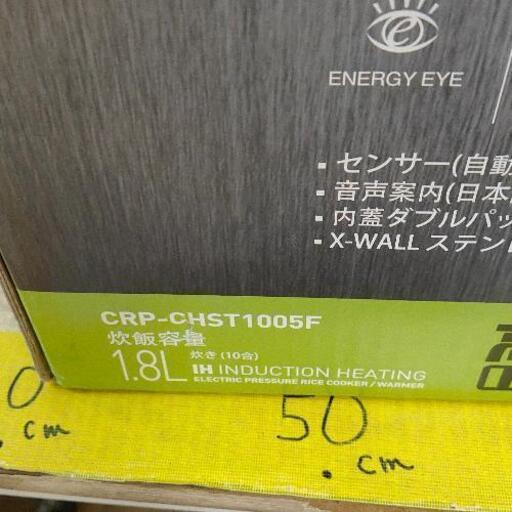 ENERGY EYE
▪ センサー(自動
▪ 音声案内(日本
▪ 内蓋ダブルパッ
▪ X-WALL ステン
CRP-CHST1005F
炊飯容量
1.8L 炊き (10合)
IH INDUCTION HEATING
ELECTRIC PRESSURE RICE COOKER / WARMER
50
. cm
. cm